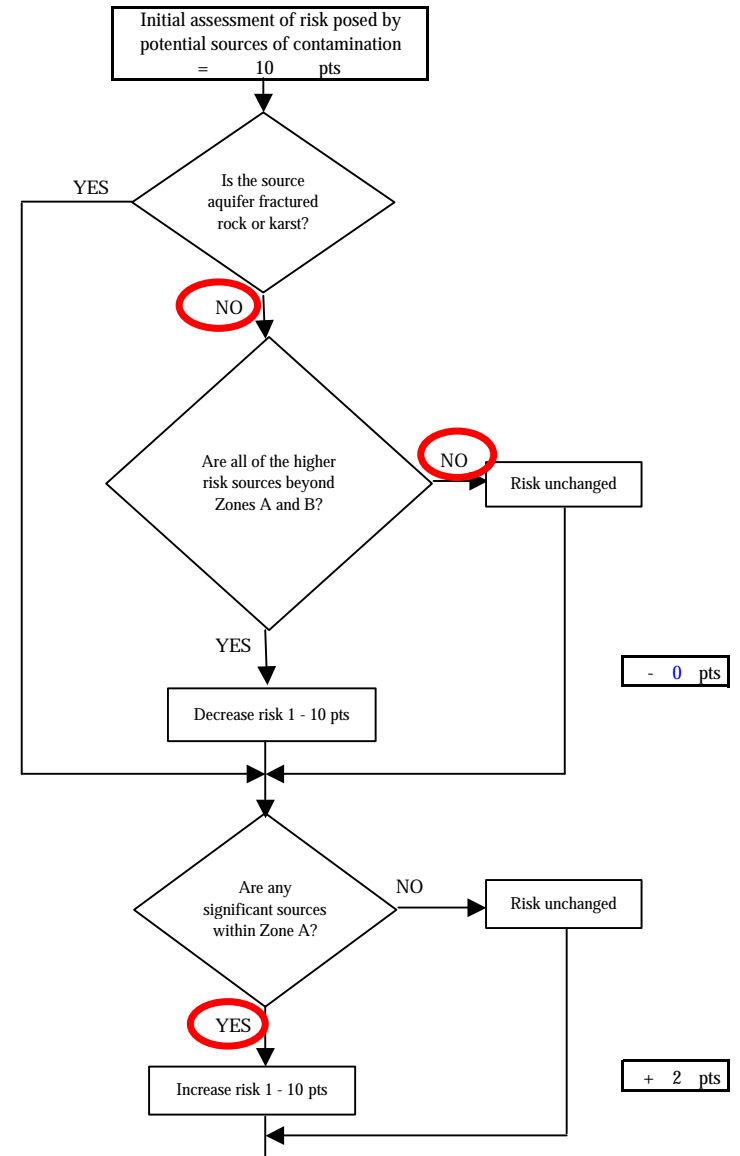 Initial assessment of risk posed by
potential sources of contamination
= 10 pts
YES
Is the source
aquifer fractured
rock or karst?
NO
Are all of the higher
risk sources beyond
Zones A and B?
NO
Risk unchanged
YES
- 0 pts
Decrease risk 1 - 10 pts
Are any
significant sources
within Zone A?
NO
Risk unchanged
YES
Increase risk 1 - 10 pts
+ 2 pts